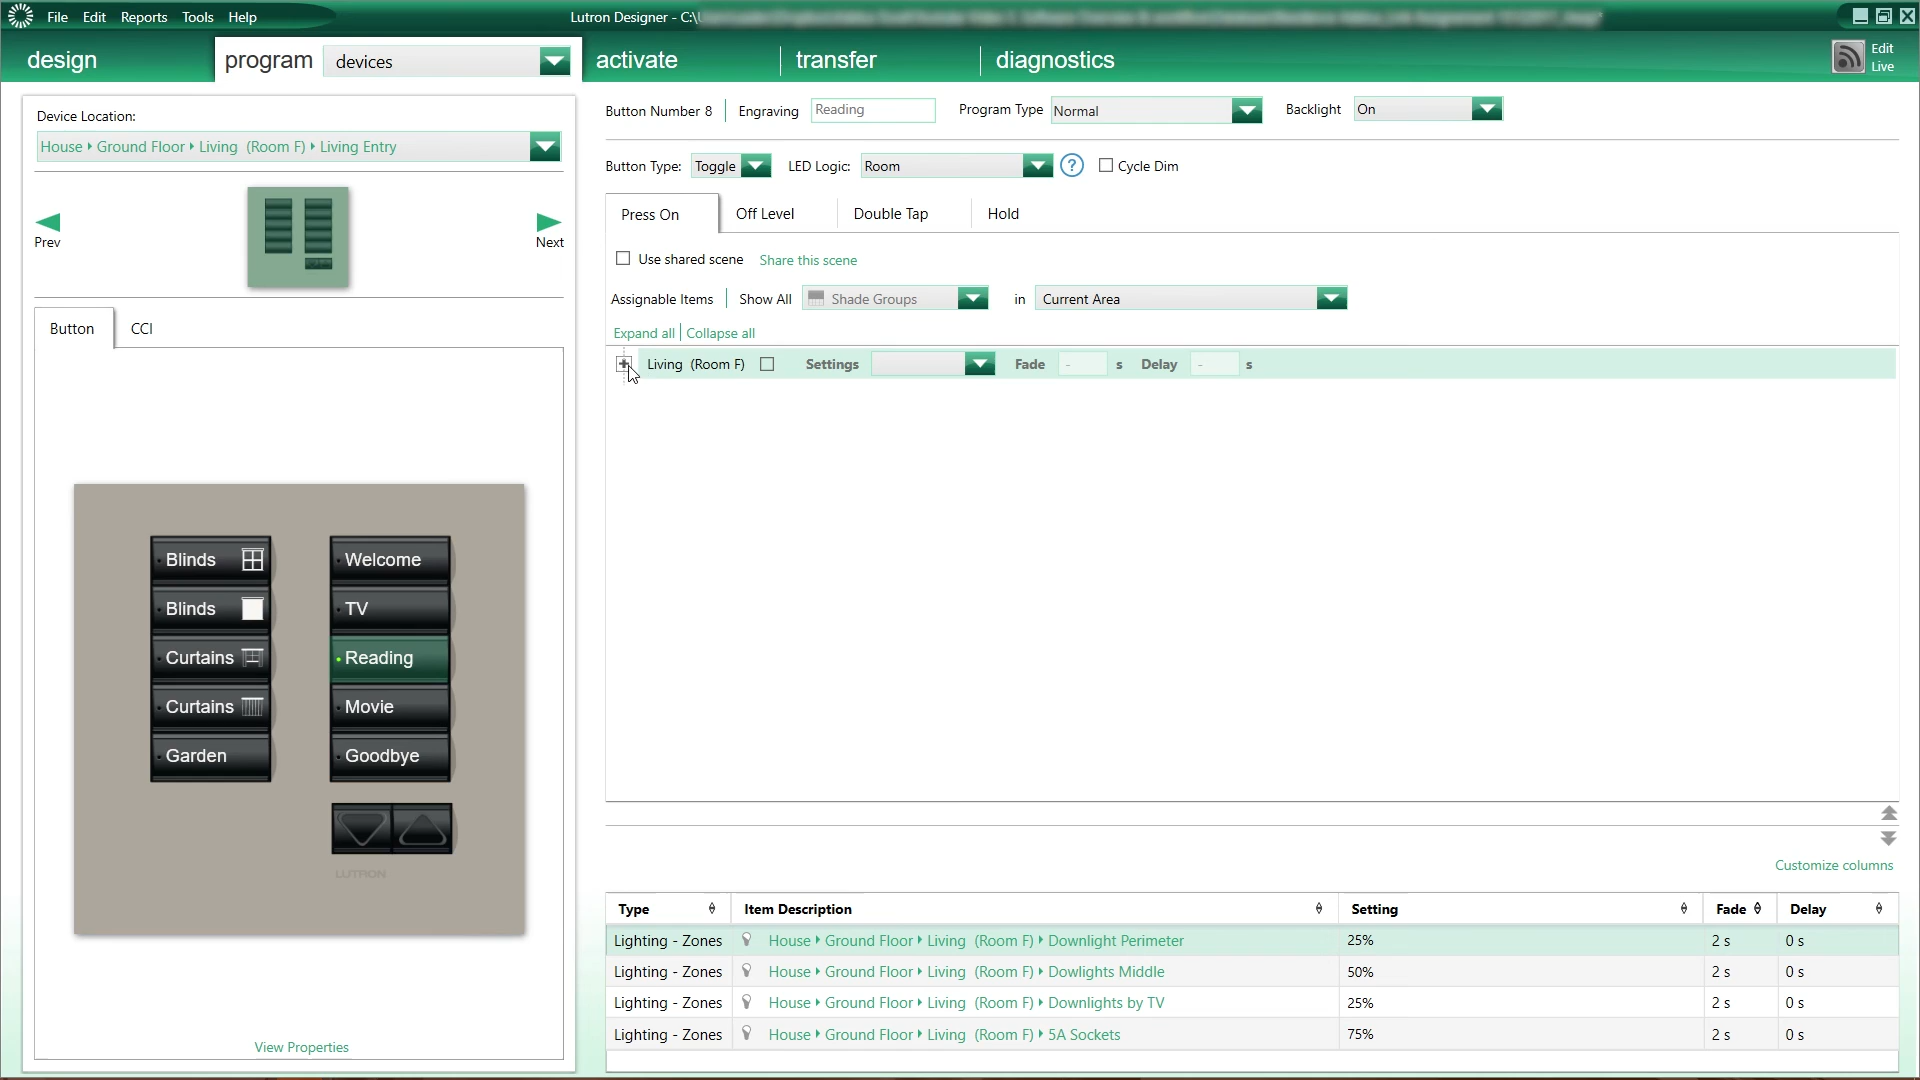 File Edit Reports Tools Help
Lutron Designer - C:\
design
program
devices
activate
transfer
diagnostics
Edit
Live
Device Location:
House Ground Floor Living (Room F) Living Entry
Prev
Next
Button
CCI
Blinds
Blinds
Curtains
Curtains
Garden
Welcome
TV
Reading
Movie
Goodbye
LUTRON
View Properties
Button Number 8 Engraving Reading Program Type Normal Backlight On
Button Type: Toggle LED Logic: Room ? Cycle Dim
Press On Off Level Double Tap Hold
Use shared scene Share this scene
Assignable Items Show All Shade Groups in Current Area
Expand all Collapse all
Living (Room F) Settings Fade - s Delay - s
Customize columns
Type Item Description Setting Fade Delay
Lighting - Zones House Ground Floor Living (Room F) Downlight Perimeter 25% 2 s 0 s
Lighting - Zones House Ground Floor Living (Room F) Dowlights Middle 50% 2 s 0 s
Lighting - Zones House Ground Floor Living (Room F) Downlights by TV 25% 2 s 0 s
Lighting - Zones House Ground Floor Living (Room F) 5A Sockets 75% 2 s 0 s